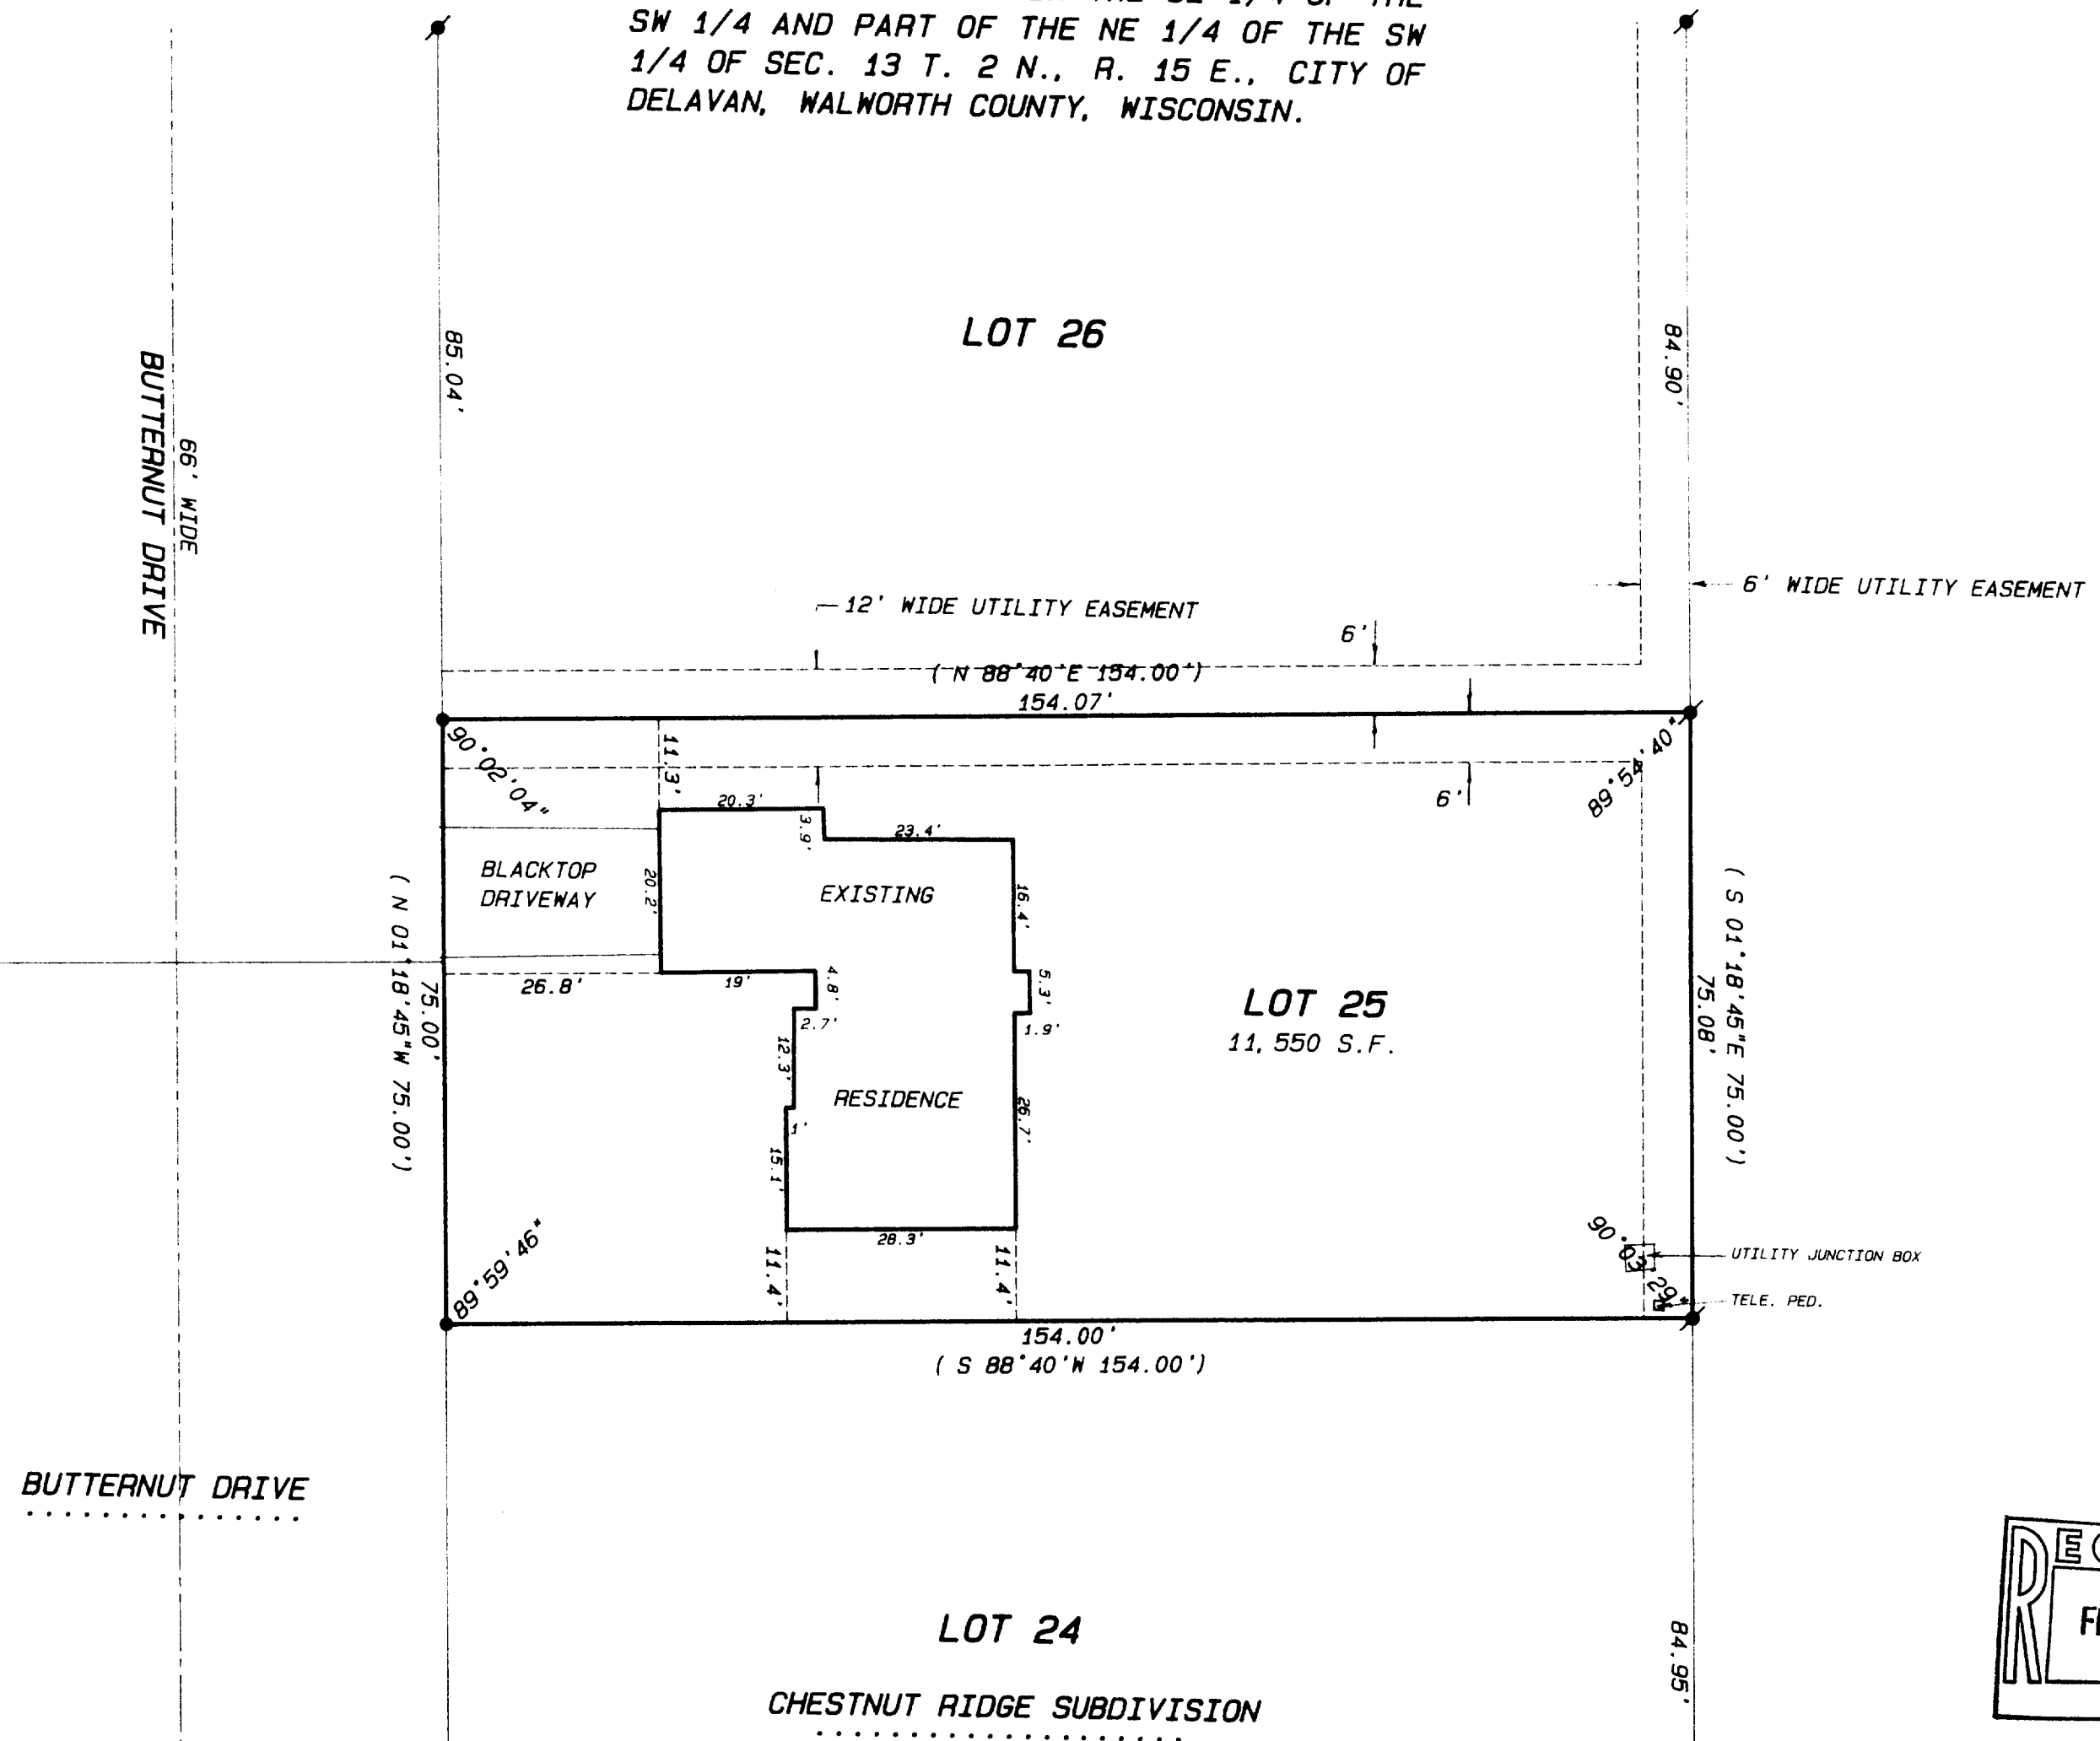 SW 1/4 AND PART OF THE NE 1/4 OF THE SW
1/4 OF SEC. 13 T. 2 N., R. 15 E., CITY OF
DELAVAN, WALWORTH COUNTY, WISCONSIN.
LOT 26
85.04'
84.90'
BUTTERNUT DRIVE
66' WIDE
12' WIDE UTILITY EASEMENT
6'
6' WIDE UTILITY EASEMENT
( N 88°40'E 154.00')
154.07'
90°02'04"
11.3'
89°54'40"
6'
20.3'
3.9'
23.4'
BLACKTOP
DRIVEWAY
20.2'
EXISTING
16.4'
( N 01°18'45"W 75.00')
75.00'
26.8'
19'
4.8'
2.7'
5.3'
1.9'
12.3'
LOT 25
11,550 S.F.
( S 01°18'45"E 75.00')
75.08'
RESIDENCE
26.7'
1'
15.1'
28.3'
11.4'
11.4'
89°59'46"
90°03'29"
UTILITY JUNCTION BOX
TELE. PED.
154.00'
( S 88°40'W 154.00')
BUTTERNUT DRIVE
LOT 24
84.95'
CHESTNUT RIDGE SUBDIVISION